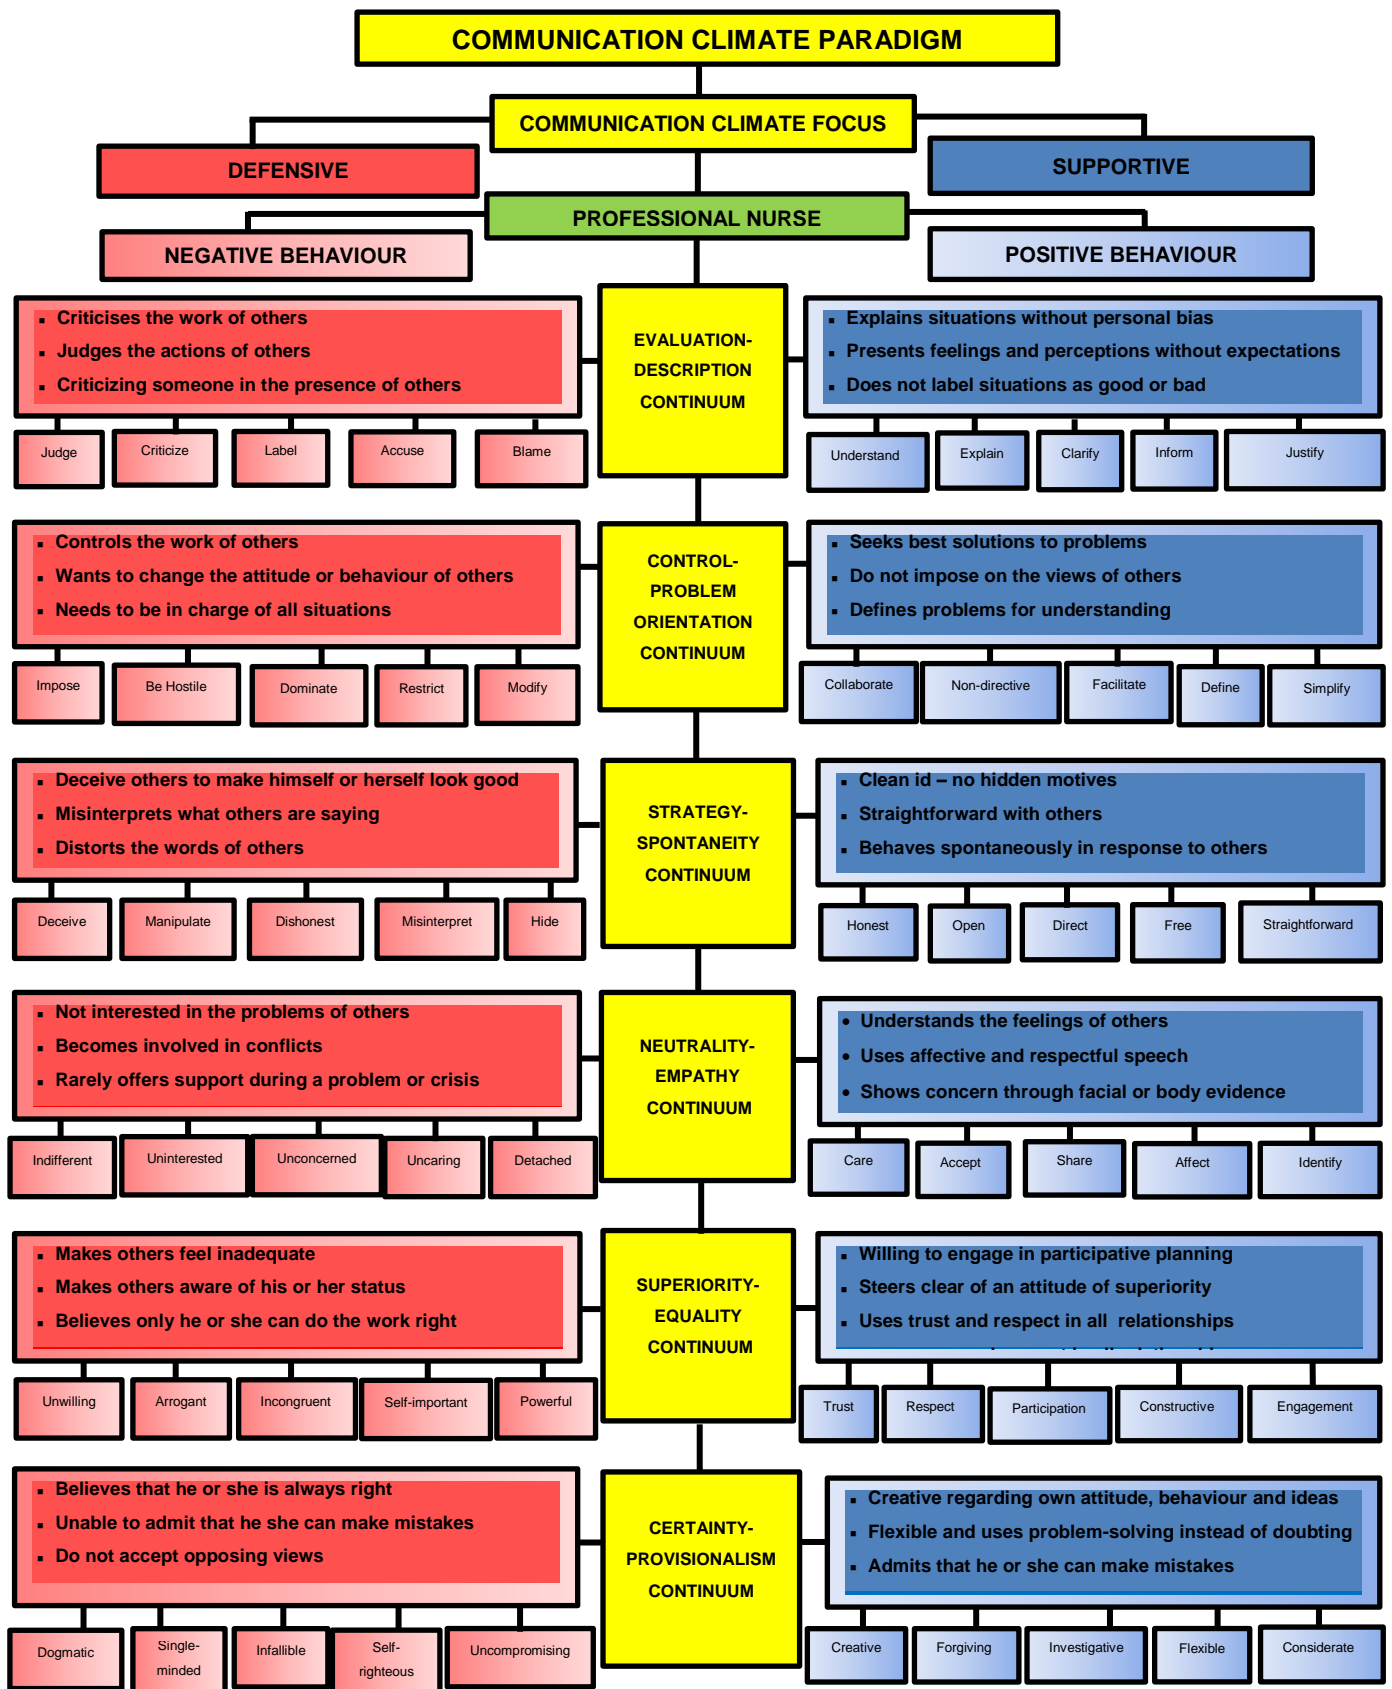 COMMUNICATION CLIMATE PARADIGM
COMMUNICATION CLIMATE FOCUS
DEFENSIVE
SUPPORTIVE
PROFESSIONAL NURSE
NEGATIVE BEHAVIOUR
POSITIVE BEHAVIOUR
▪ Criticises the work of others
▪ Judges the actions of others
▪ Criticizing someone in the presence of others
EVALUATION-
DESCRIPTION
CONTINUUM
▪ Explains situations without personal bias
▪ Presents feelings and perceptions without expectations
▪ Does not label situations as good or bad
Judge
Criticize
Label
Accuse
Blame
Understand
Explain
Clarify
Inform
Justify
▪ Controls the work of others
▪ Wants to change the attitude or behaviour of others
▪ Needs to be in charge of all situations
CONTROL-
PROBLEM
ORIENTATION
CONTINUUM
▪ Seeks best solutions to problems
▪ Do not impose on the views of others
▪ Defines problems for understanding
Impose
Be Hostile
Dominate
Restrict
Modify
Collaborate
Non-directive
Facilitate
Define
Simplify
▪ Deceive others to make himself or herself look good
▪ Misinterprets what others are saying
▪ Distorts the words of others
STRATEGY-
SPONTANEITY
CONTINUUM
▪ Clean id – no hidden motives
▪ Straightforward with others
▪ Behaves spontaneously in response to others
Deceive
Manipulate
Dishonest
Misinterpret
Hide
Honest
Open
Direct
Free
Straightforward
▪ Not interested in the problems of others
▪ Becomes involved in conflicts
▪ Rarely offers support during a problem or crisis
NEUTRALITY-
EMPATHY
CONTINUUM
• Understands the feelings of others
• Uses affective and respectful speech
• Shows concern through facial or body evidence
Indifferent
Uninterested
Unconcerned
Uncaring
Detached
Care
Accept
Share
Affect
Identify
▪ Makes others feel inadequate
▪ Makes others aware of his or her status
▪ Believes only he or she can do the work right
SUPERIORITY-
EQUALITY
CONTINUUM
▪ Willing to engage in participative planning
▪ Steers clear of an attitude of superiority
▪ Uses trust and respect in all relationships
Unwilling
Arrogant
Incongruent
Self-important
Powerful
Trust
Respect
Participation
Constructive
Engagement
▪ Believes that he or she is always right
▪ Unable to admit that he she can make mistakes
▪ Do not accept opposing views
CERTAINTY-
PROVISIONALISM
CONTINUUM
▪ Creative regarding own attitude, behaviour and ideas
▪ Flexible and uses problem-solving instead of doubting
▪ Admits that he or she can make mistakes
Dogmatic
Single-
minded
Infallible
Self-
righteous
Uncompromising
Creative
Forgiving
Investigative
Flexible
Considerate